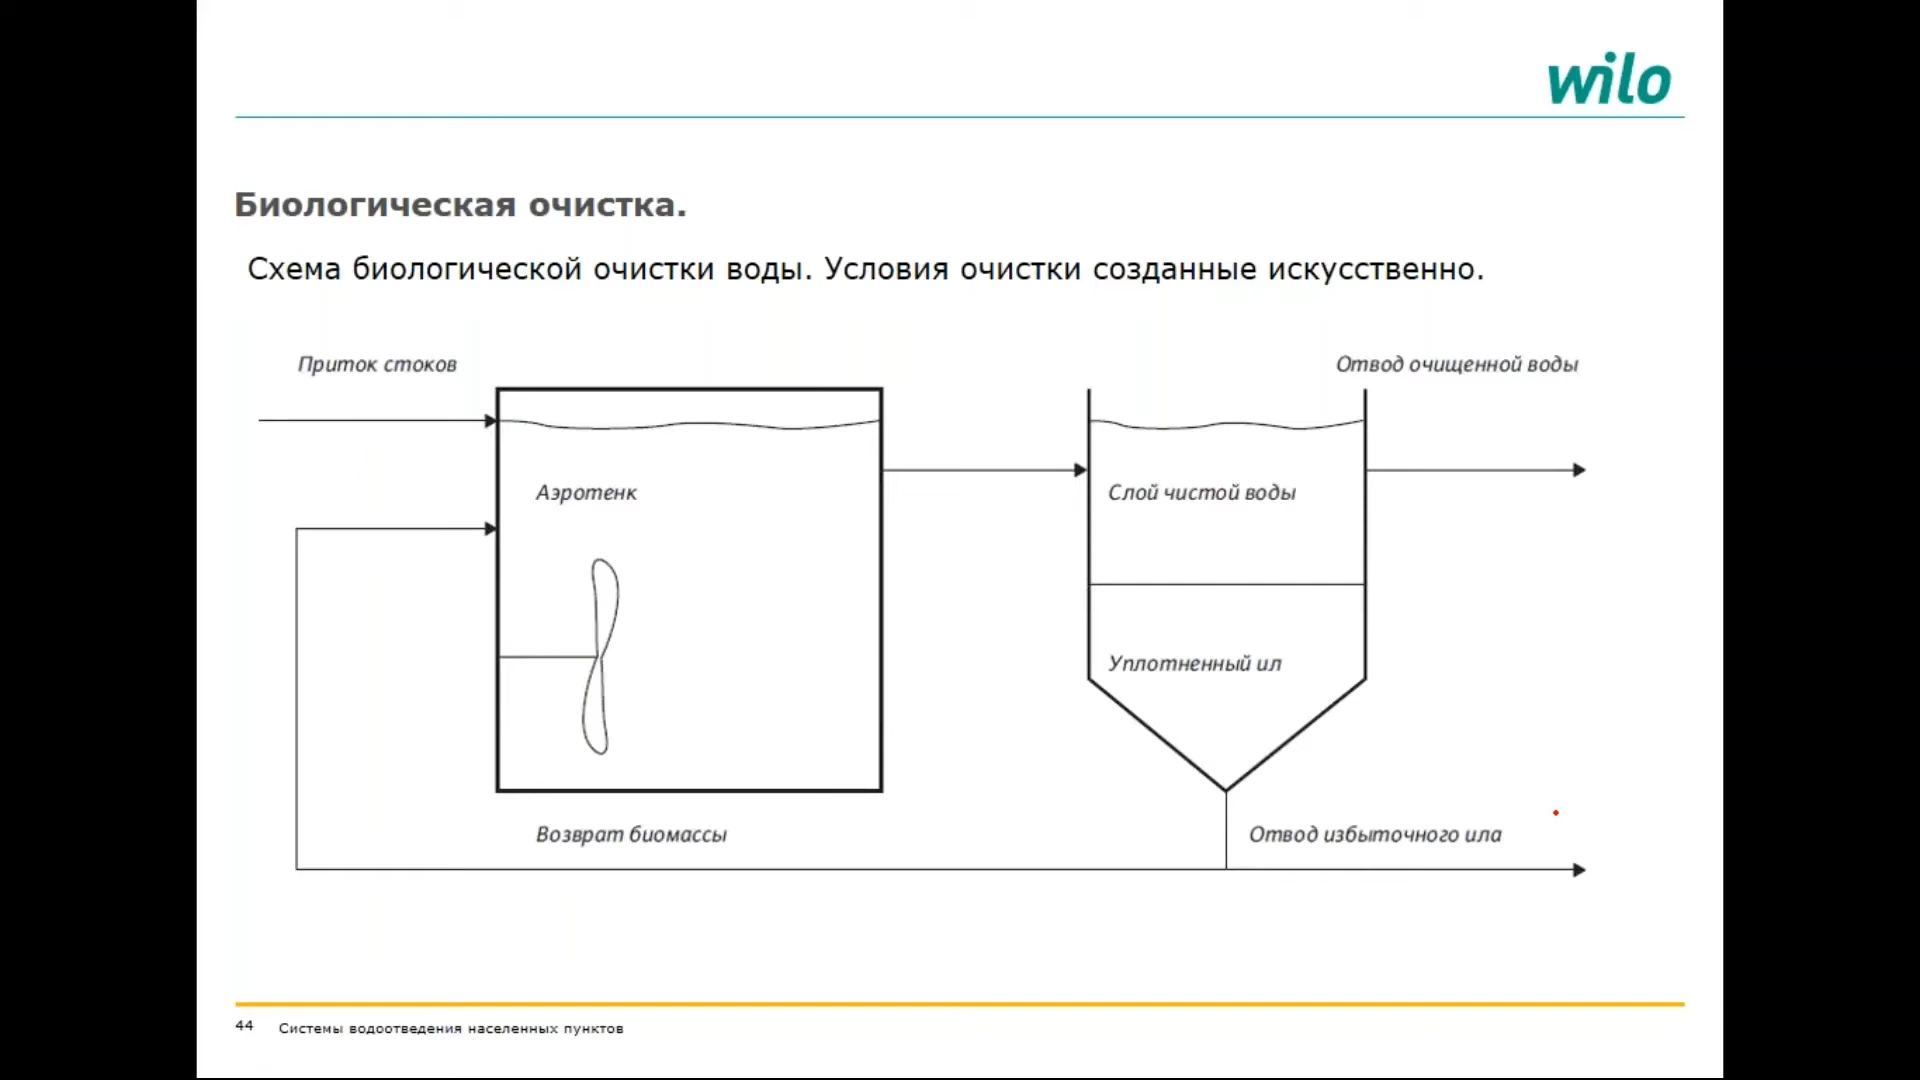 wilo
Биологическая очистка.
Схема биологической очистки воды. Условия очистки созданные искусственно.
Приток стоков
Отвод очищенной воды
Аэротенк
Слой чистой воды
Уплотненный ил
Возврат биомассы
Отвод избыточного ила
44 Системы водоотведения населенных пунктов